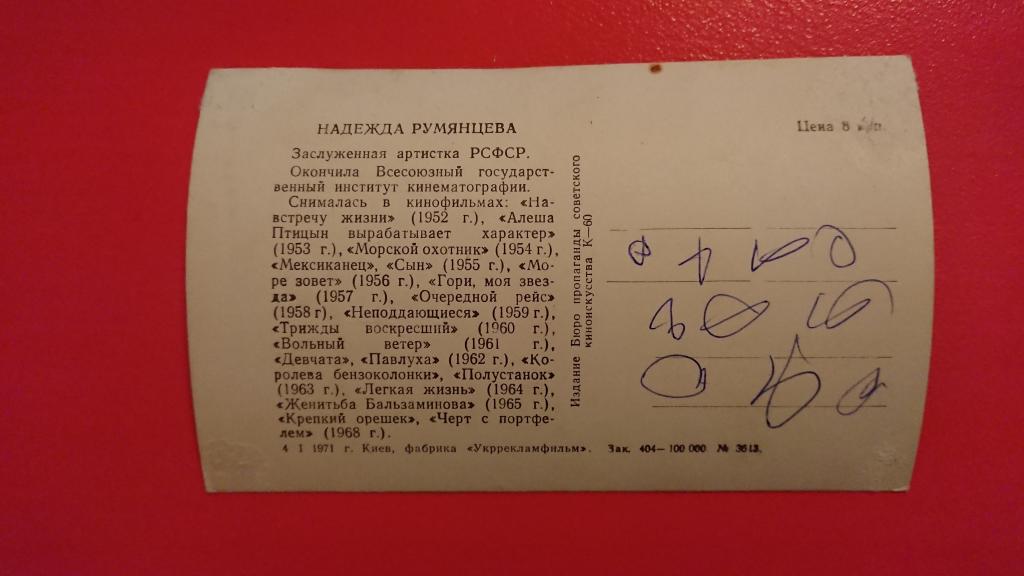 НАДЕЖДА РУМЯНЦЕВА
Заслуженная артистка РСФСР.
Окончила Всесоюзный государст-
венный институт кинематографии.
Снималась в кинофильмах: «На-
встречу жизни» (1952 г.), «Алеша
Птицын вырабатывает характер»
(1953 г.), «Морской охотник» (1954 г.),
«Мексиканец», «Сын» (1955 г.), «Мо-
ре зовет» (1956 г.), «Гори, моя звез-
да» (1957 г.), «Очередной рейс»
(1958 г), «Неподдающиеся» (1959 г.),
«Трижды воскресший» (1960 г.),
«Вольный ветер» (1961 г.),
«Девчата», «Павлуха» (1962 г.), «Ко-
ролева бензоколонки», «Полустанок»
(1963 г.), «Легкая жизнь» (1964 г.),
«Женитьба Бальзаминова» (1965 г.),
«Крепкий орешек», «Черт с портфе-
лем» (1968 г.).
4 I 1971 г. Киев, фабрика «Укррекламфильм». Зак. 404—100 000 № 3613.
Издание Бюро пропаганды советского
киноискусства К—60
Цена 8